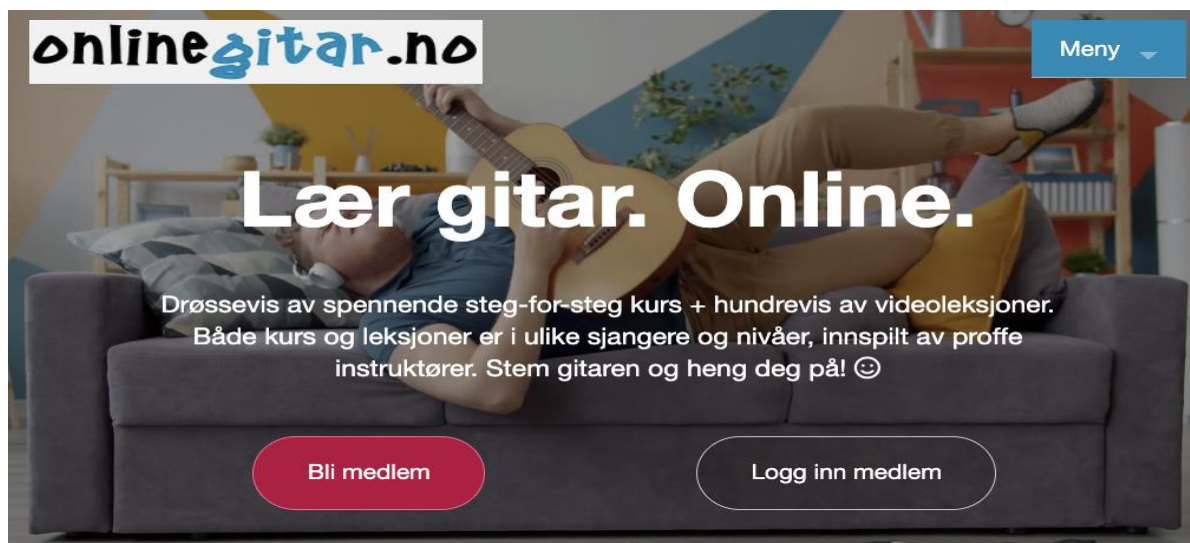 onlinegitar.no
Meny
Lær gitar. Online.
Drøssevis av spennende steg-for-steg kurs + hundrevis av videoleksjoner.
Både kurs og leksjoner er i ulike sjangere og nivåer, innspilt av proffe
instruktører. Stem gitaren og heng deg på! ☺
Bli medlem
Logg inn medlem